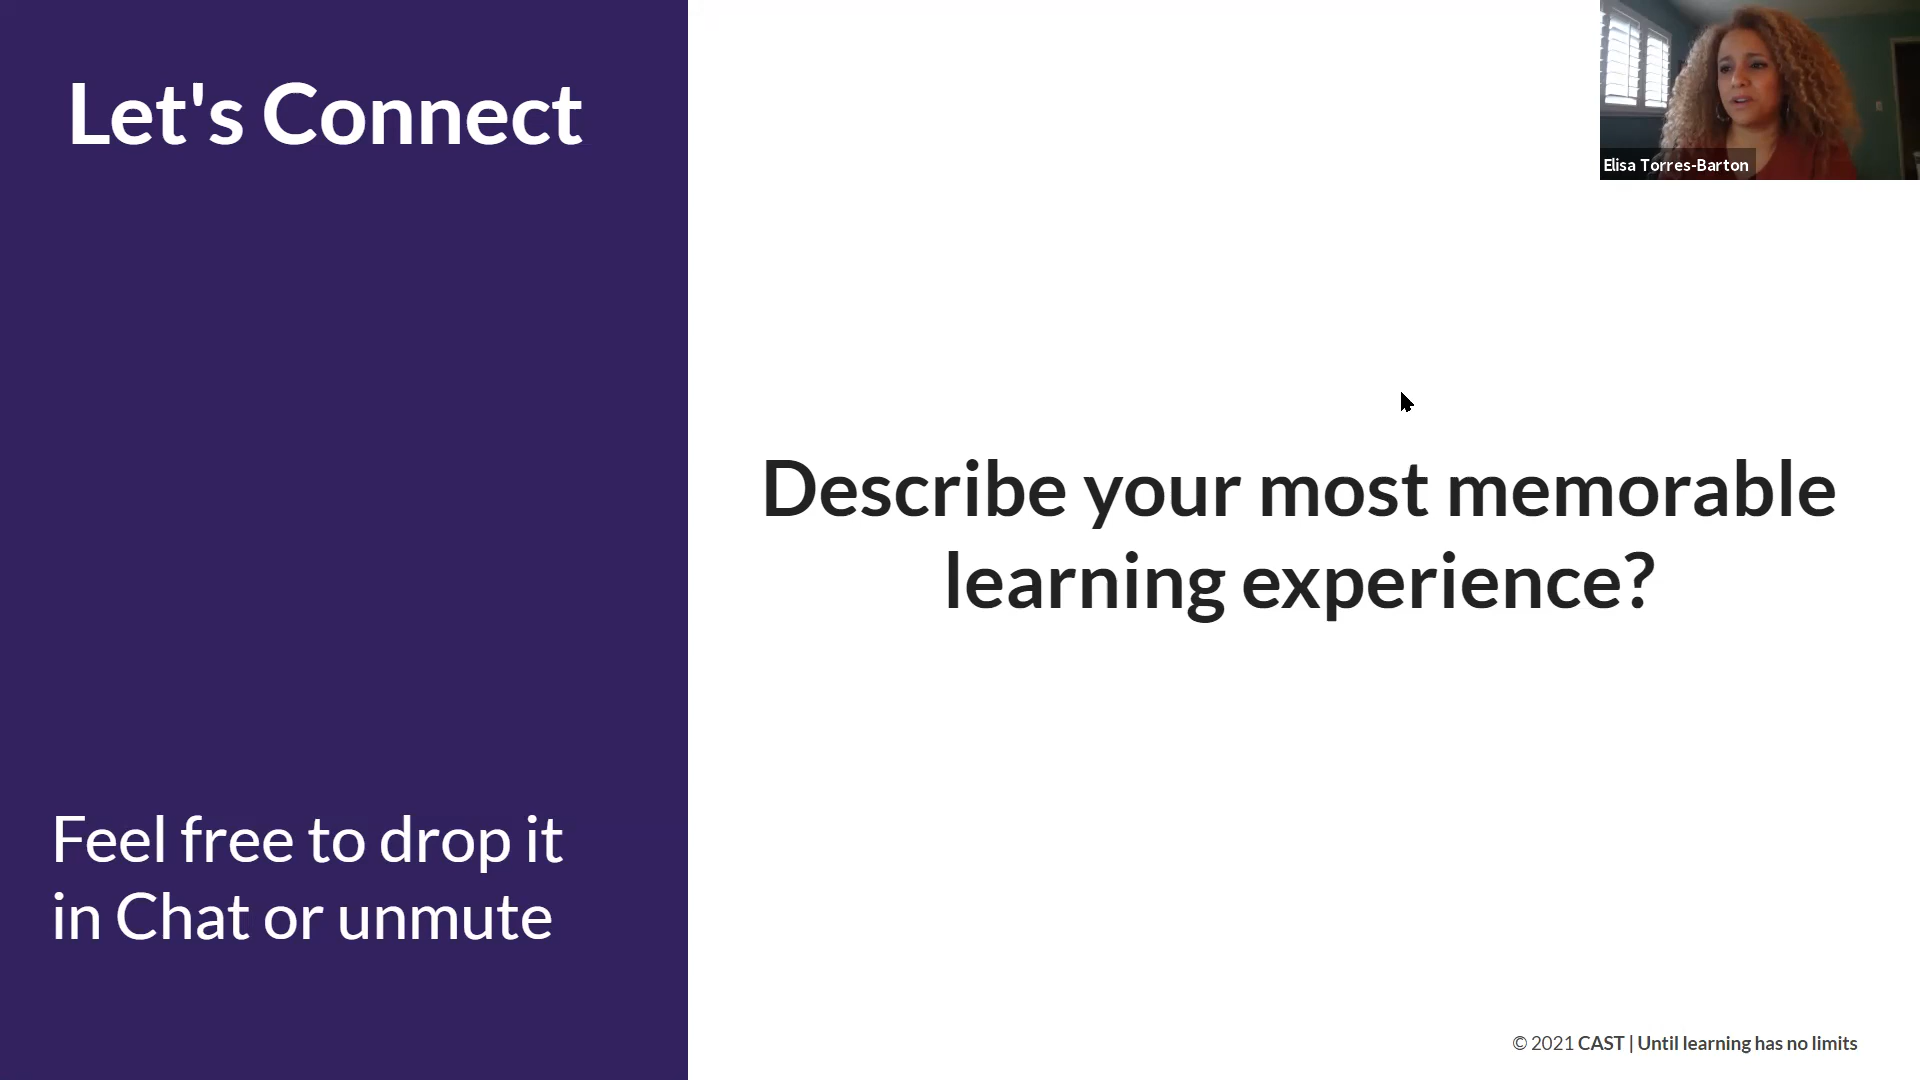 Let's Connect
Elisa Torres-Barton
Describe your most memorable
learning experience?
Feel free to drop it
in Chat or unmute
© 2021 CAST | Until learning has no limits